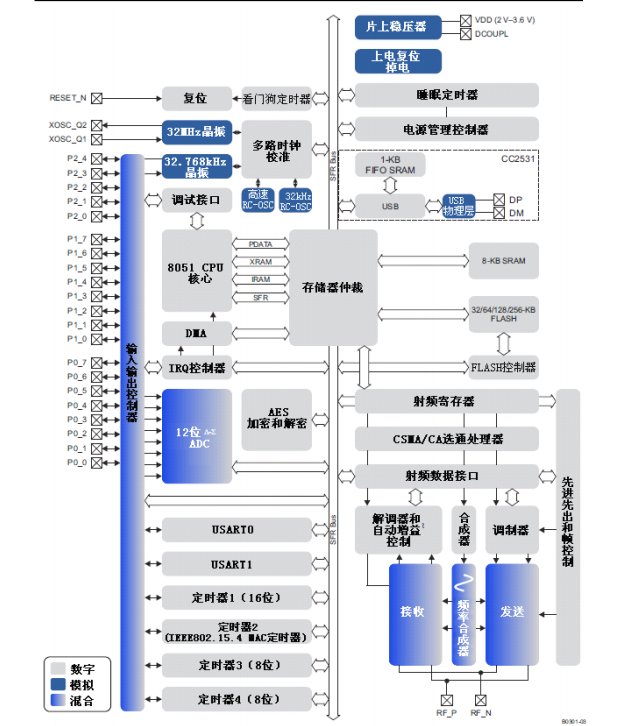 片上稳压器
VDD (2 V–3.6 V)
DCOUPL
上电复位
掉电
RESET_N
复位
看门狗定时器
睡眠定时器
XOSC_Q2
XOSC_Q1
32MHz晶振
多路时钟
校准
电源管理控制器
P2_4
P2_3
P2_2
P2_1
P2_0
32.768kHz
晶振
高速
RC-OSC
32kHz
RC-OSC
调试接口
SFR Bus
1-KB
FIFO SRAM
CC2531
USB
USB
物理层
DP
DM
P1_7
P1_6
P1_5
P1_4
P1_3
P1_2
P1_1
P1_0
8051 CPU
核心
PDATA
XRAM
IRAM
SFR
存储器仲裁
8-KB SRAM
32/64/128/256-KB
FLASH
DMA
IRQ控制器
FLASH控制器
P0_7
P0_6
P0_5
P0_4
P0_3
P0_2
P0_1
P0_0
输入输出控制器
12位 Δ-Σ
ADC
AES
加密和解密
射频寄存器
CSMA/CA选通处理器
射频数据接口
先进先出和帧控制
SFR Bus
解调器和
自动增益
控制
合成器
调制器
接收
频率合成器
发送
USART0
USART1
定时器1（16位）
定时器2
(IEEE802.15.4 MAC定时器)
定时器3（8位）
定时器4（8位）
数字
模拟
混合
RF_P
RF_N
B0301-03